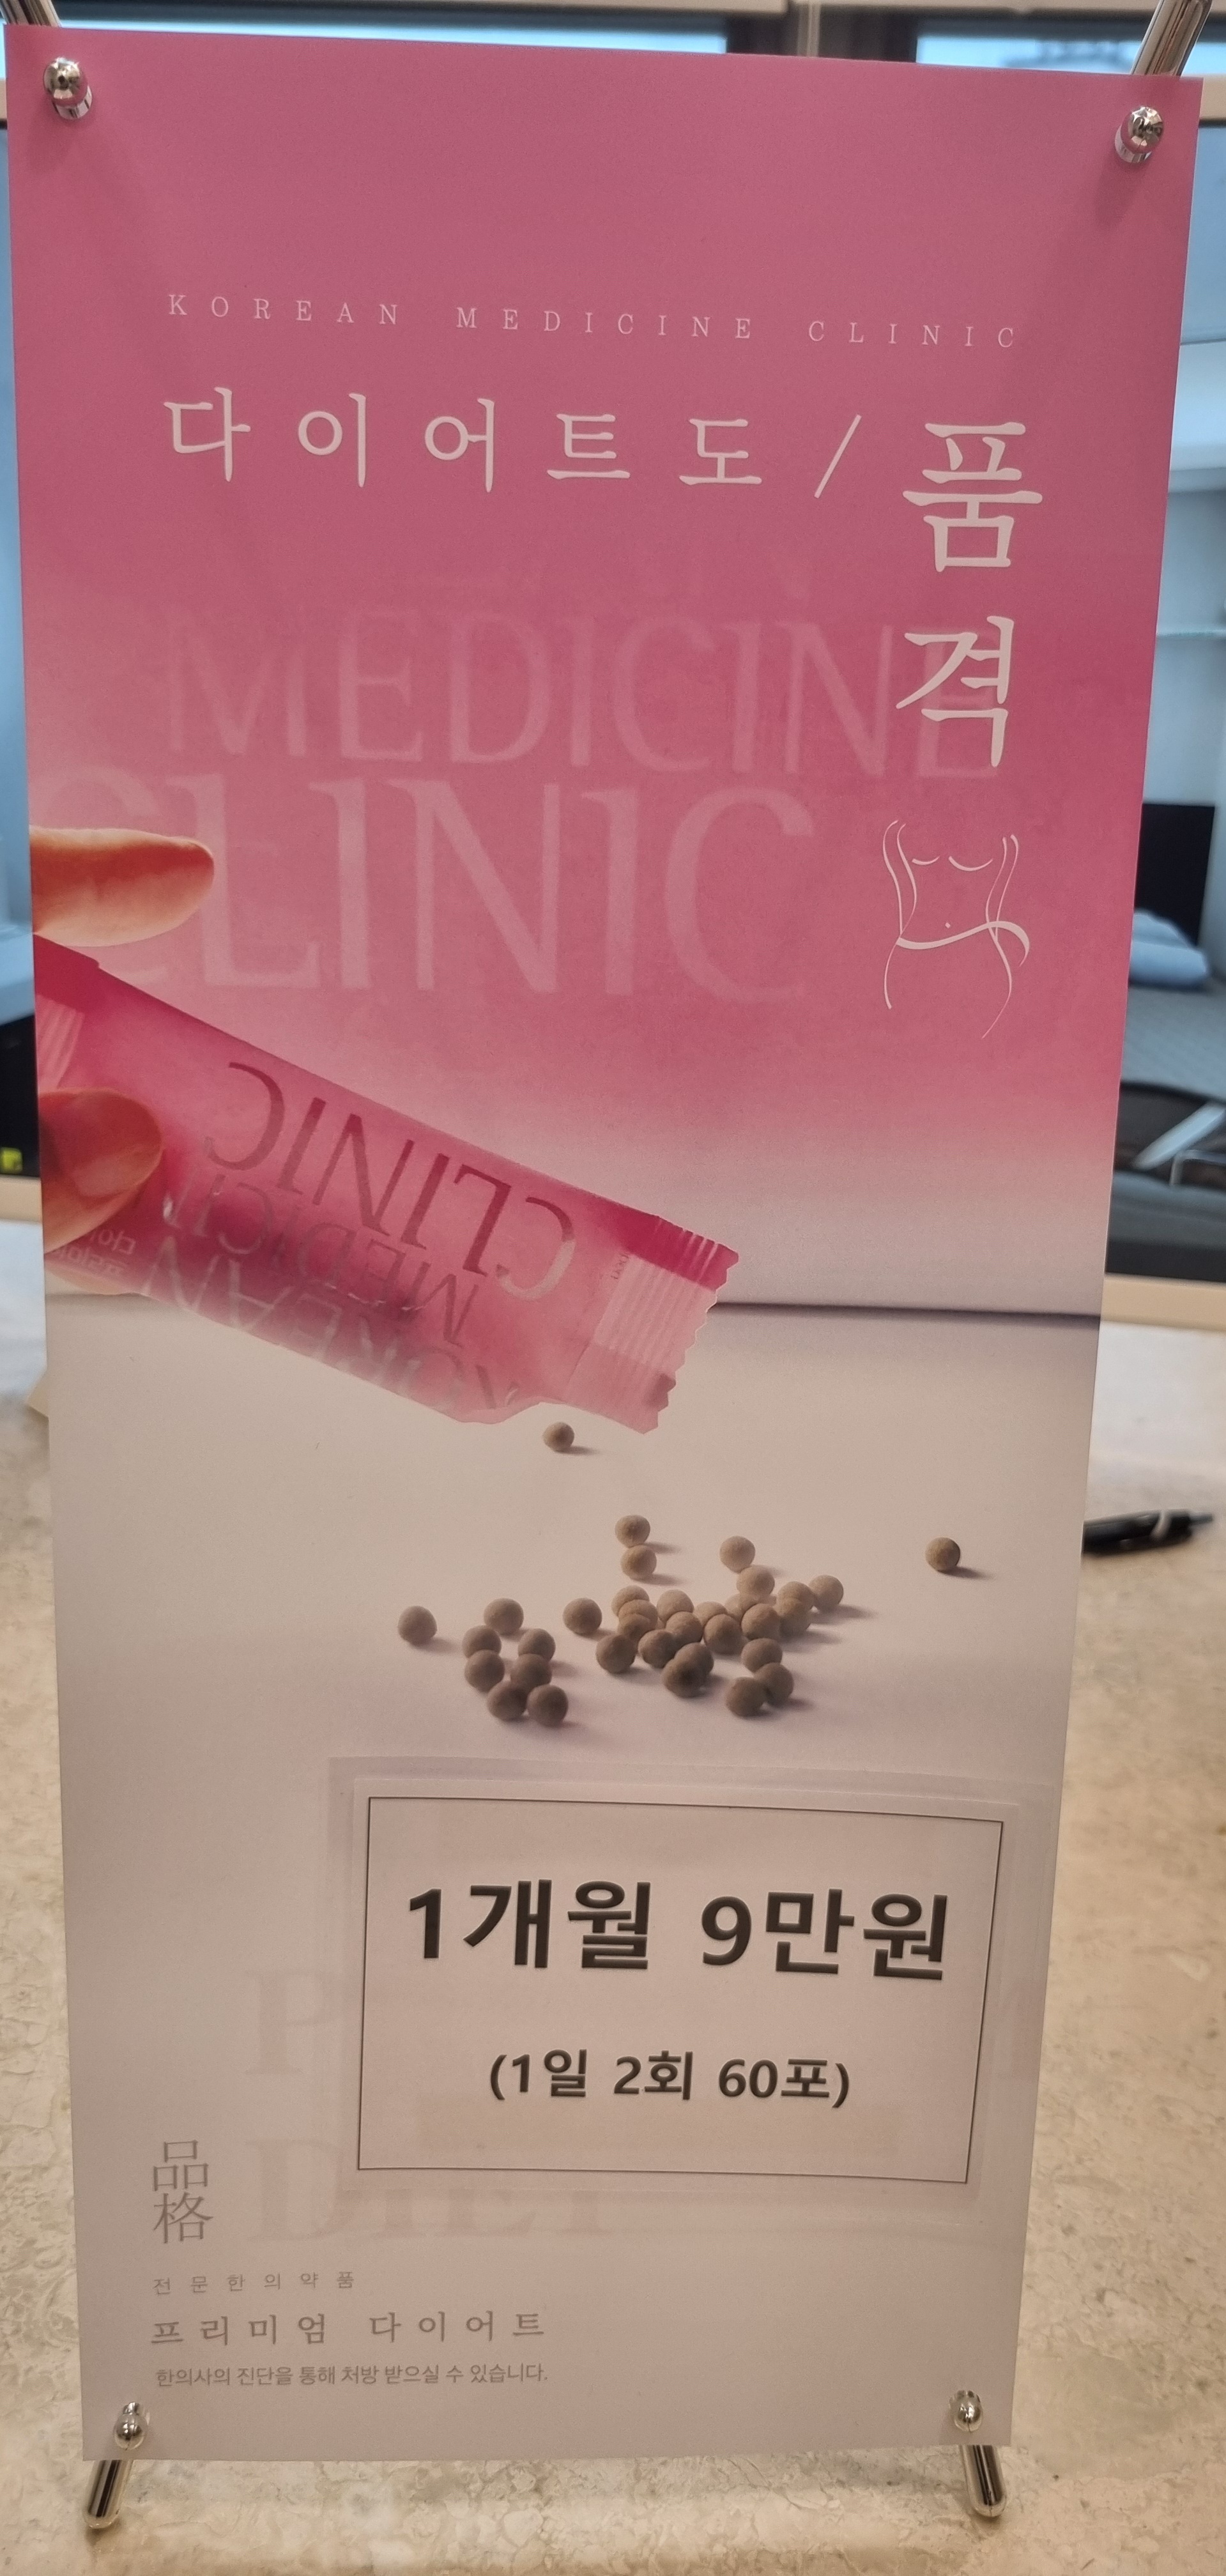 KOREAN MEDICINE CLINIC
다이어트도/품격
MEDICINE
CLINIC
CLINIC
MEDICI
KOREAN
1개월 9만원
(1일 2회 60포)
品格
DIET
전문한의약품
프리미엄 다이어트
한의사의 진단을 통해 처방 받으실 수 있습니다.